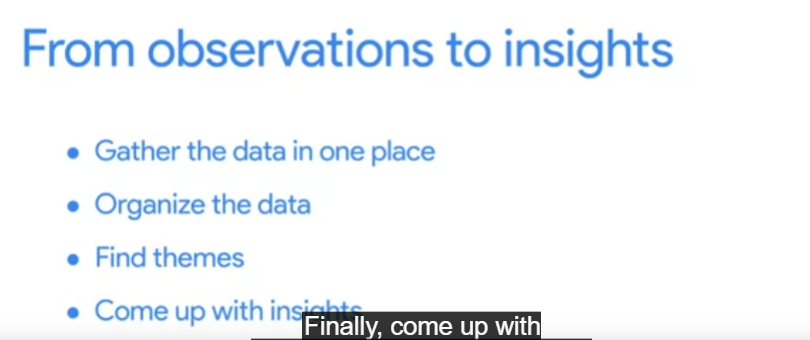 From observations to insights
• Gather the data in one place
• Organize the data
• Find themes
• Come up with insights
Finally, come up with